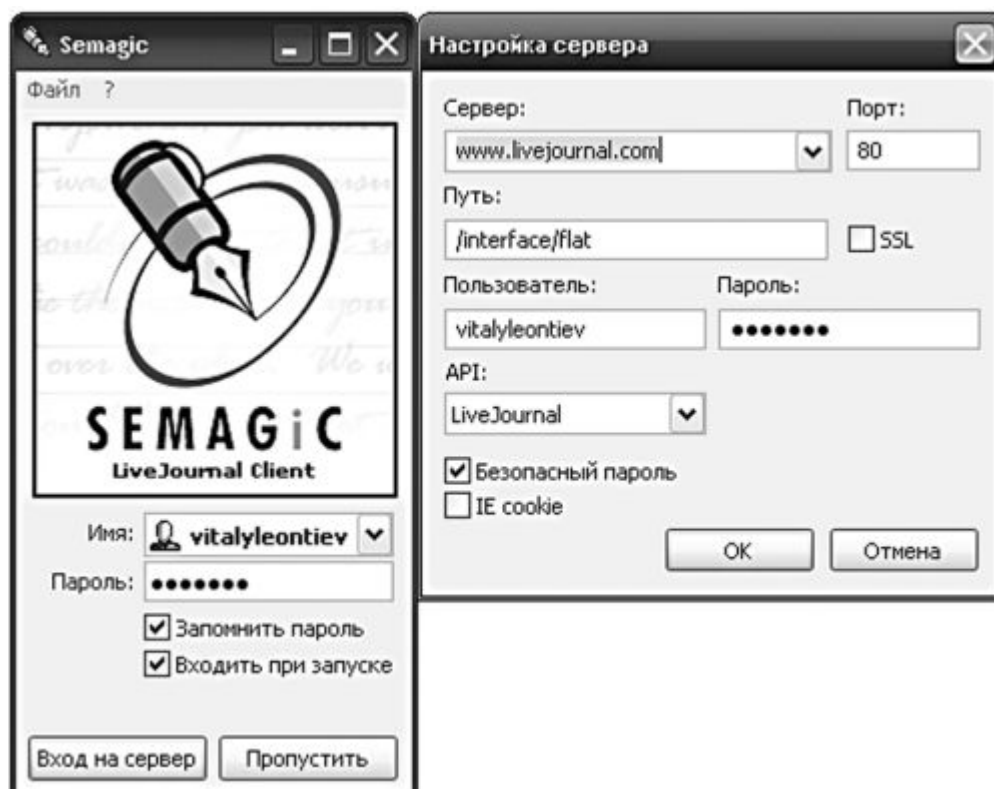 Semagic
Файл ?
SEMAGiC
LiveJournal Client
Имя: vitalyleontiev
Пароль: •••••••
Запомнить пароль
Входить при запуске
Вход на сервер Пропустить
Настройка сервера
Сервер: Порт:
www.livejournal.com 80
Путь:
/interface/flat SSL
Пользователь: Пароль:
vitalyleontiev •••••••
API:
LiveJournal
Безопасный пароль
IE cookie
OK Отмена